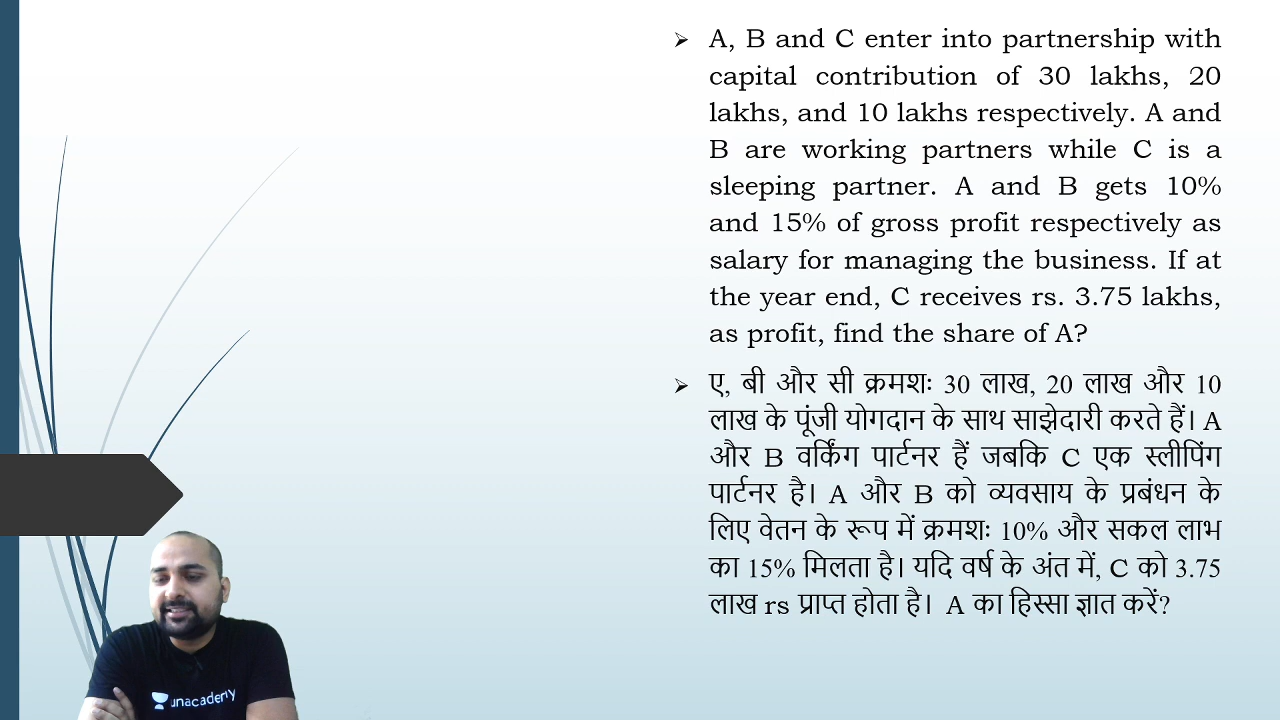 A, B and C enter into partnership with
capital contribution of 30 lakhs, 20
lakhs, and 10 lakhs respectively. A and
B are working partners while C is a
sleeping partner. A and B gets 10%
and 15% of gross profit respectively as
salary for managing the business. If at
the year end, C receives rs. 3.75 lakhs,
as profit, find the share of A?
ए, बी और सी क्रमशः 30 लाख, 20 लाख और 10
लाख के पूंजी योगदान के साथ साझेदारी करते हैं। A
और B वर्किंग पार्टनर हैं जबकि C एक स्लीपिंग
पार्टनर है। A और B को व्यवसाय के प्रबंधन के
लिए वेतन के रूप में क्रमशः 10% और सकल लाभ
का 15% मिलता है। यदि वर्ष के अंत में, C को 3.75
लाख rs प्राप्त होता है। A का हिस्सा ज्ञात करें?
unacademy